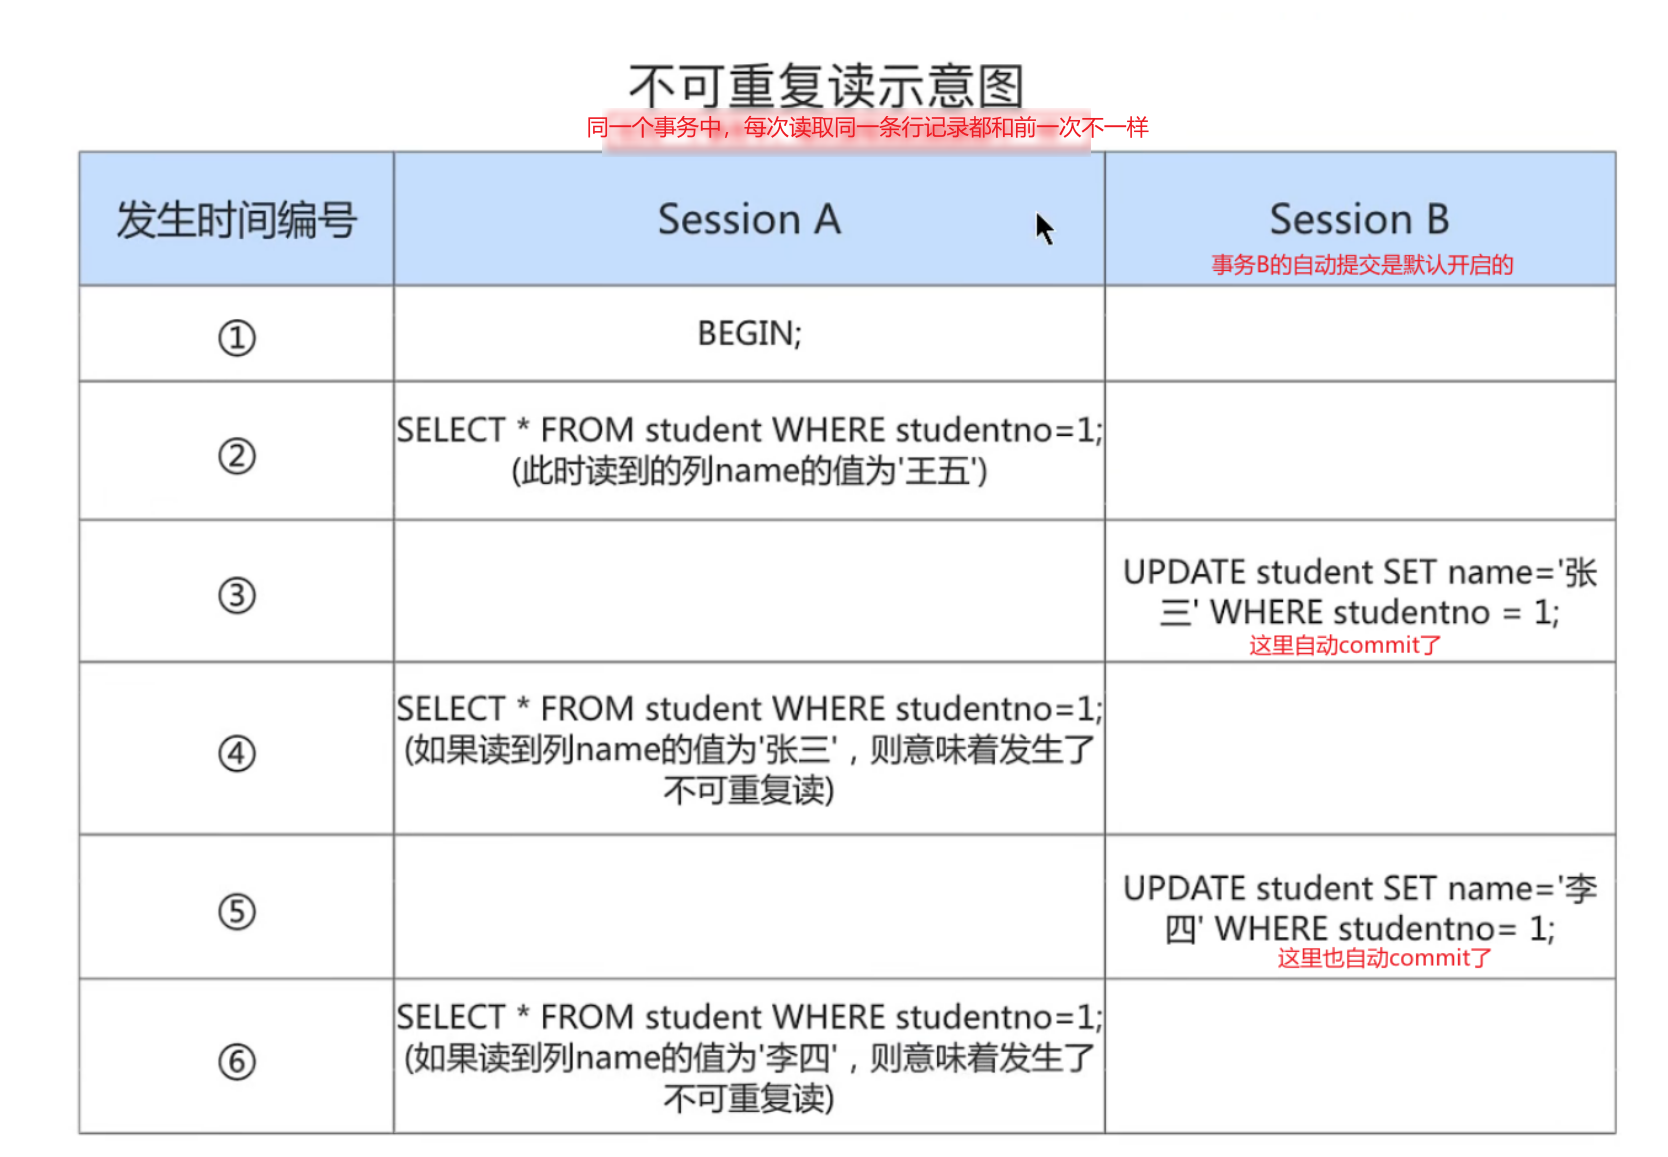 不可重复读示意图
同一个事务中，每次读取同一条行记录都和前一次不一样
发生时间编号
Session A
Session B
事务B的自动提交是默认开启的
①
BEGIN;
②
SELECT * FROM student WHERE studentno=1;
(此时读到的列name的值为'王五')
③
UPDATE student SET name='张
三' WHERE studentno = 1;
这里自动commit了
④
SELECT * FROM student WHERE studentno=1;
(如果读到列name的值为'张三'，则意味着发生了
不可重复读)
⑤
UPDATE student SET name='李
四' WHERE studentno= 1;
这里也自动commit了
⑥
SELECT * FROM student WHERE studentno=1;
(如果读到列name的值为'李四'，则意味着发生了
不可重复读)